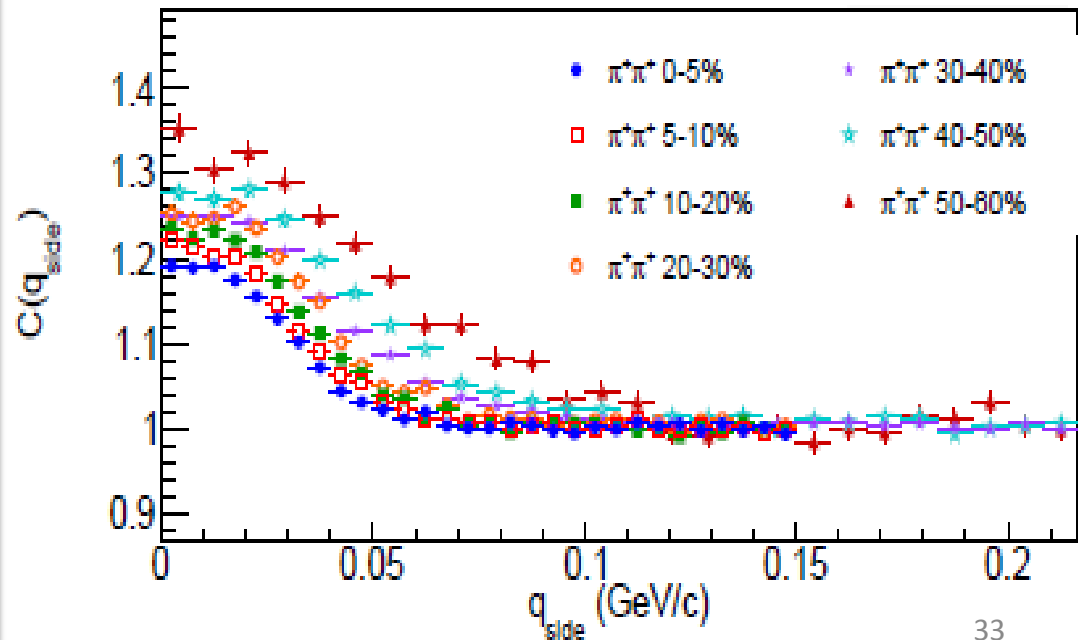 C(q_side)
1.4
1.3
1.2
1.1
1
0.9
π⁺π⁺ 0-5%
π⁺π⁺ 5-10%
π⁺π⁺ 10-20%
π⁺π⁺ 20-30%
π⁺π⁺ 30-40%
π⁺π⁺ 40-50%
π⁺π⁺ 50-60%
0 0.05 0.1 0.15 0.2
q_side (GeV/c)
33